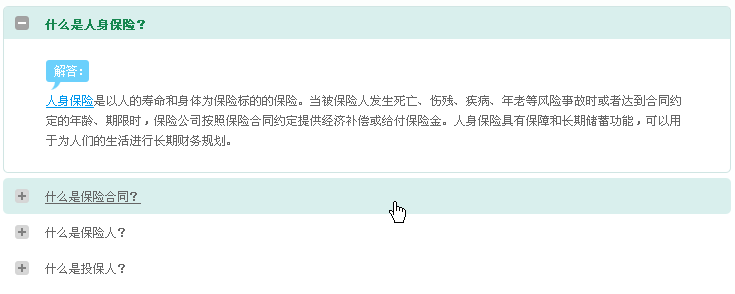 什么是人身保险？
解答：
人身保险是以人的寿命和身体为保险标的的保险。当被保险人发生死亡、伤残、疾病、年老等风险事故时或者达到合同约
定的年龄、期限时，保险公司按照保险合同约定提供经济补偿或给付保险金。人身保险具有保障和长期储蓄功能，可以用
于为人们的生活进行长期财务规划。
什么是保险合同？
什么是保险人？
什么是投保人？